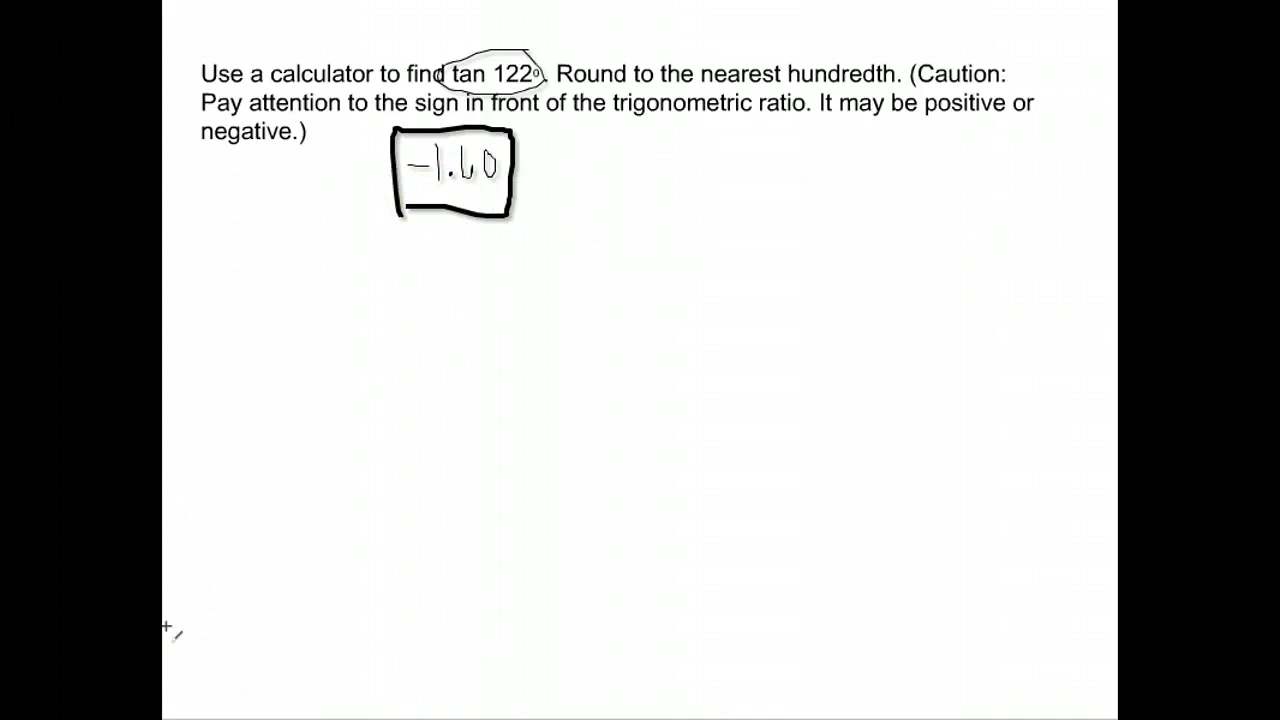 Use a calculator to find tan 122º. Round to the nearest hundredth. (Caution:
Pay attention to the sign in front of the trigonometric ratio. It may be positive or
negative.)
-1.60